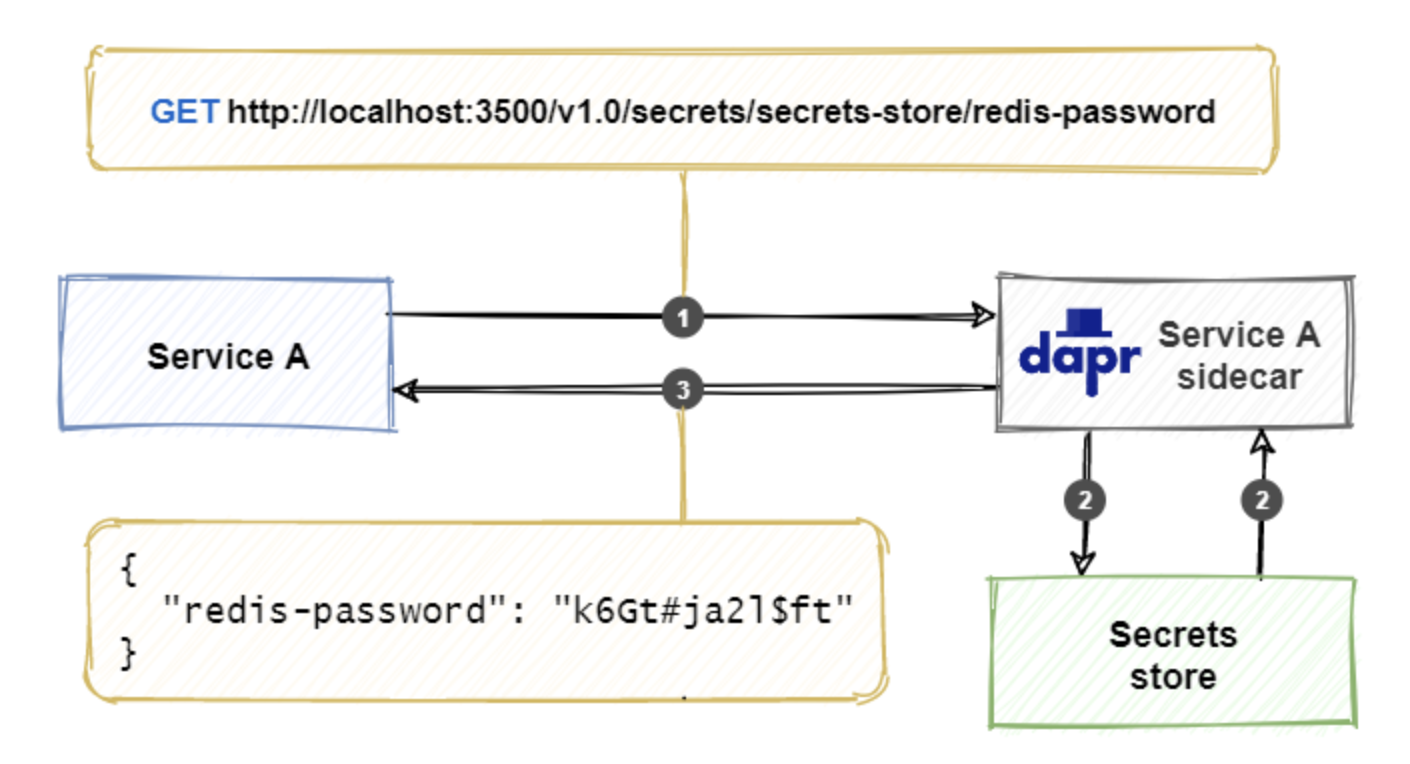 GET http://localhost:3500/v1.0/secrets/secrets-store/redis-password
Service A
1
3
dapr
Service A
sidecar
2
2
{
"redis-password": "k6Gt#ja2l$ft"
}
Secrets
store